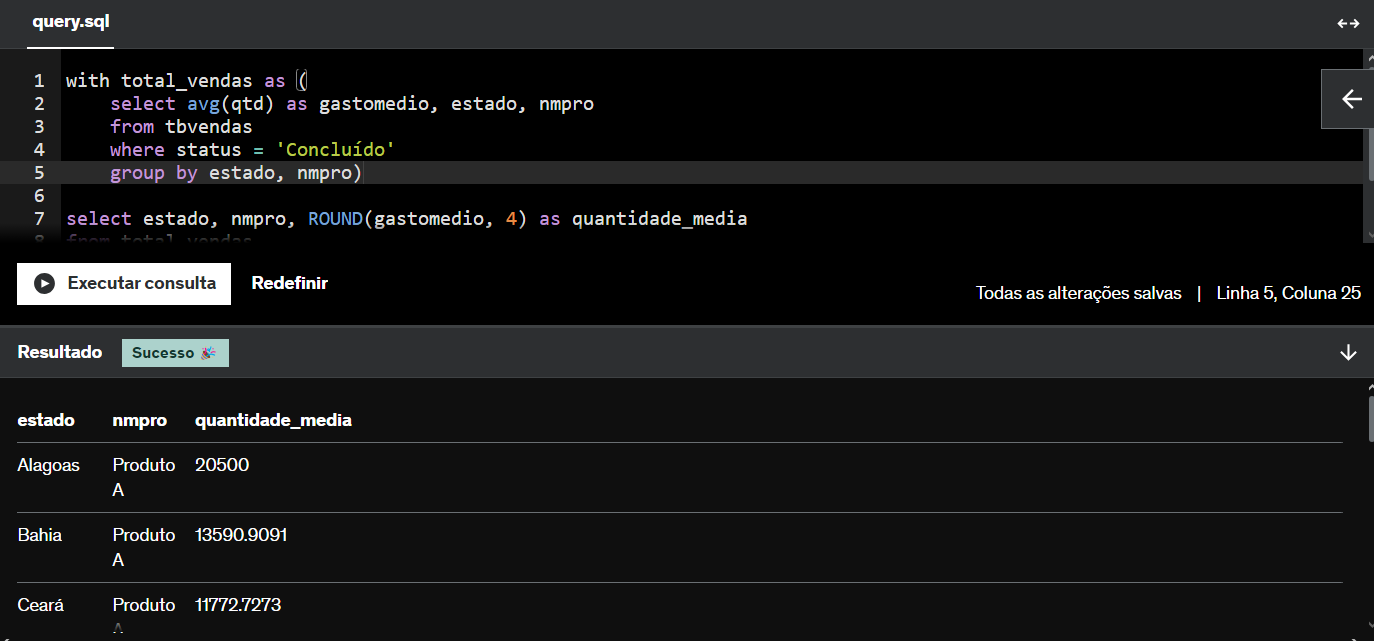 query.sql
1 with total_vendas as (
2 select avg(qtd) as gastomedio, estado, nmpro
3 from tbvendas
4 where status = 'Concluído'
5 group by estado, nmpro)
6
7 select estado, nmpro, ROUND(gastomedio, 4) as quantidade_media
8 from total_vendas
Executar consulta Redefinir
Todas as alterações salvas | Linha 5, Coluna 25
Resultado Sucesso 🎉
estado nmpro quantidade_media
Alagoas Produto 20500
A
Bahia Produto 13590.9091
A
Ceará Produto 11772.7273
A